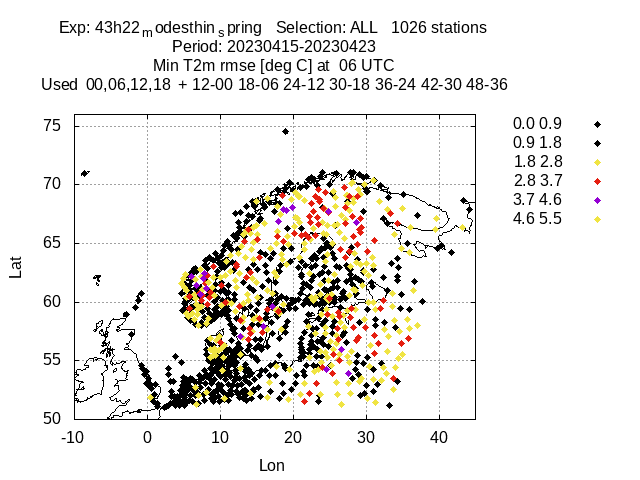 Exp: 43h22modesthinspring Selection: ALL 1026 stations
Period: 20230415-20230423
Min T2m rmse [deg C] at 06 UTC
Used 00,06,12,18 + 12-00 18-06 24-12 30-18 36-24 42-30 48-36
0.0 0.9
0.9 1.8
1.8 2.8
2.8 3.7
3.7 4.6
4.6 5.5
75
70
65
60
55
50
Lat
-10 0 10 20 30 40
Lon